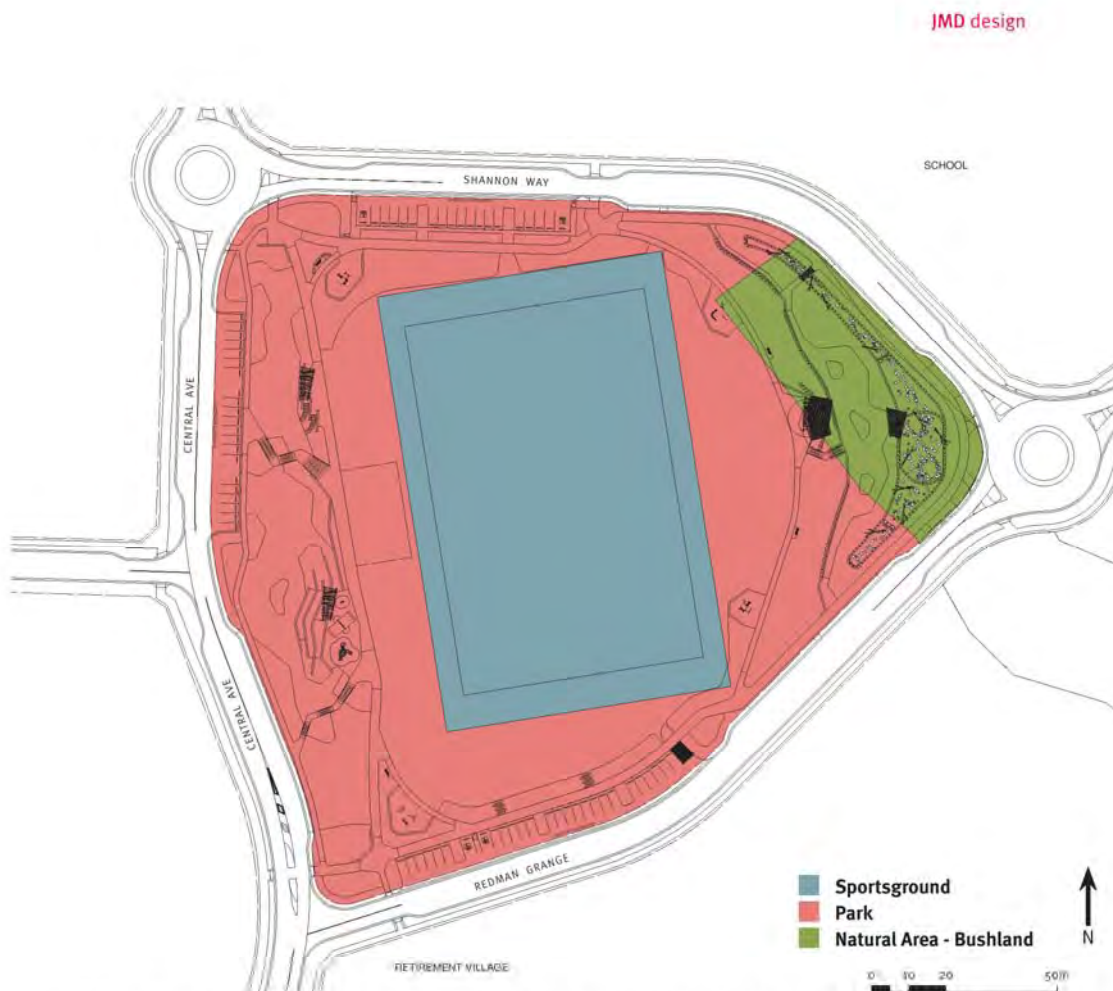 JMD design
SCHOOL
SHANNON WAY
CENTRAL AVE
CENTRAL AVE
REDMAN GRANGE
Sportsground
Park
Natural Area - Bushland
N
RETIREMENT VILLAGE
0 10 20 50m